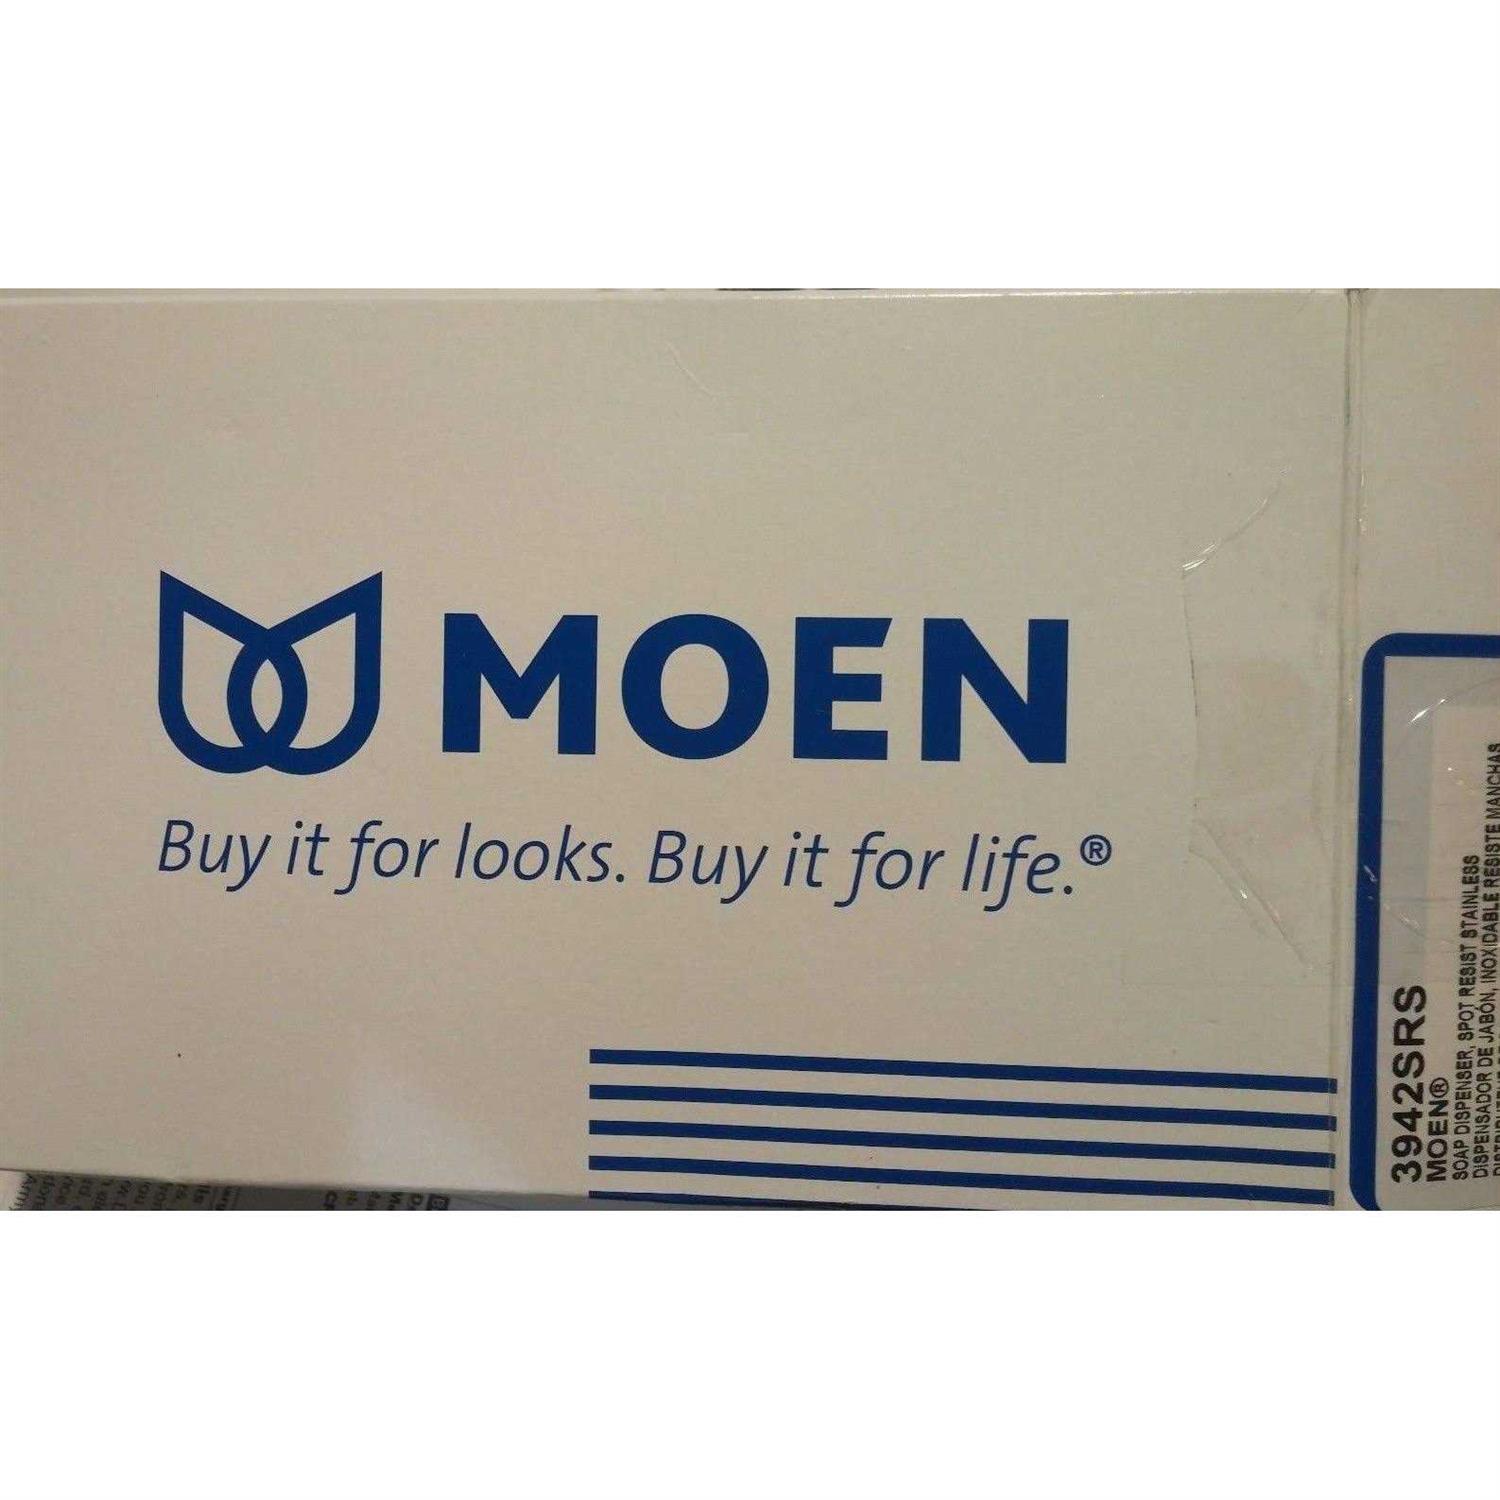 MOEN
Buy it for looks. Buy it for life.®
3942SRS
MOEN®
SOAP DISPENSER, SPOT RESIST STAINLESS
DISPENSADOR DE JABÓN, INOXIDABLE RESISTE MANCHAS